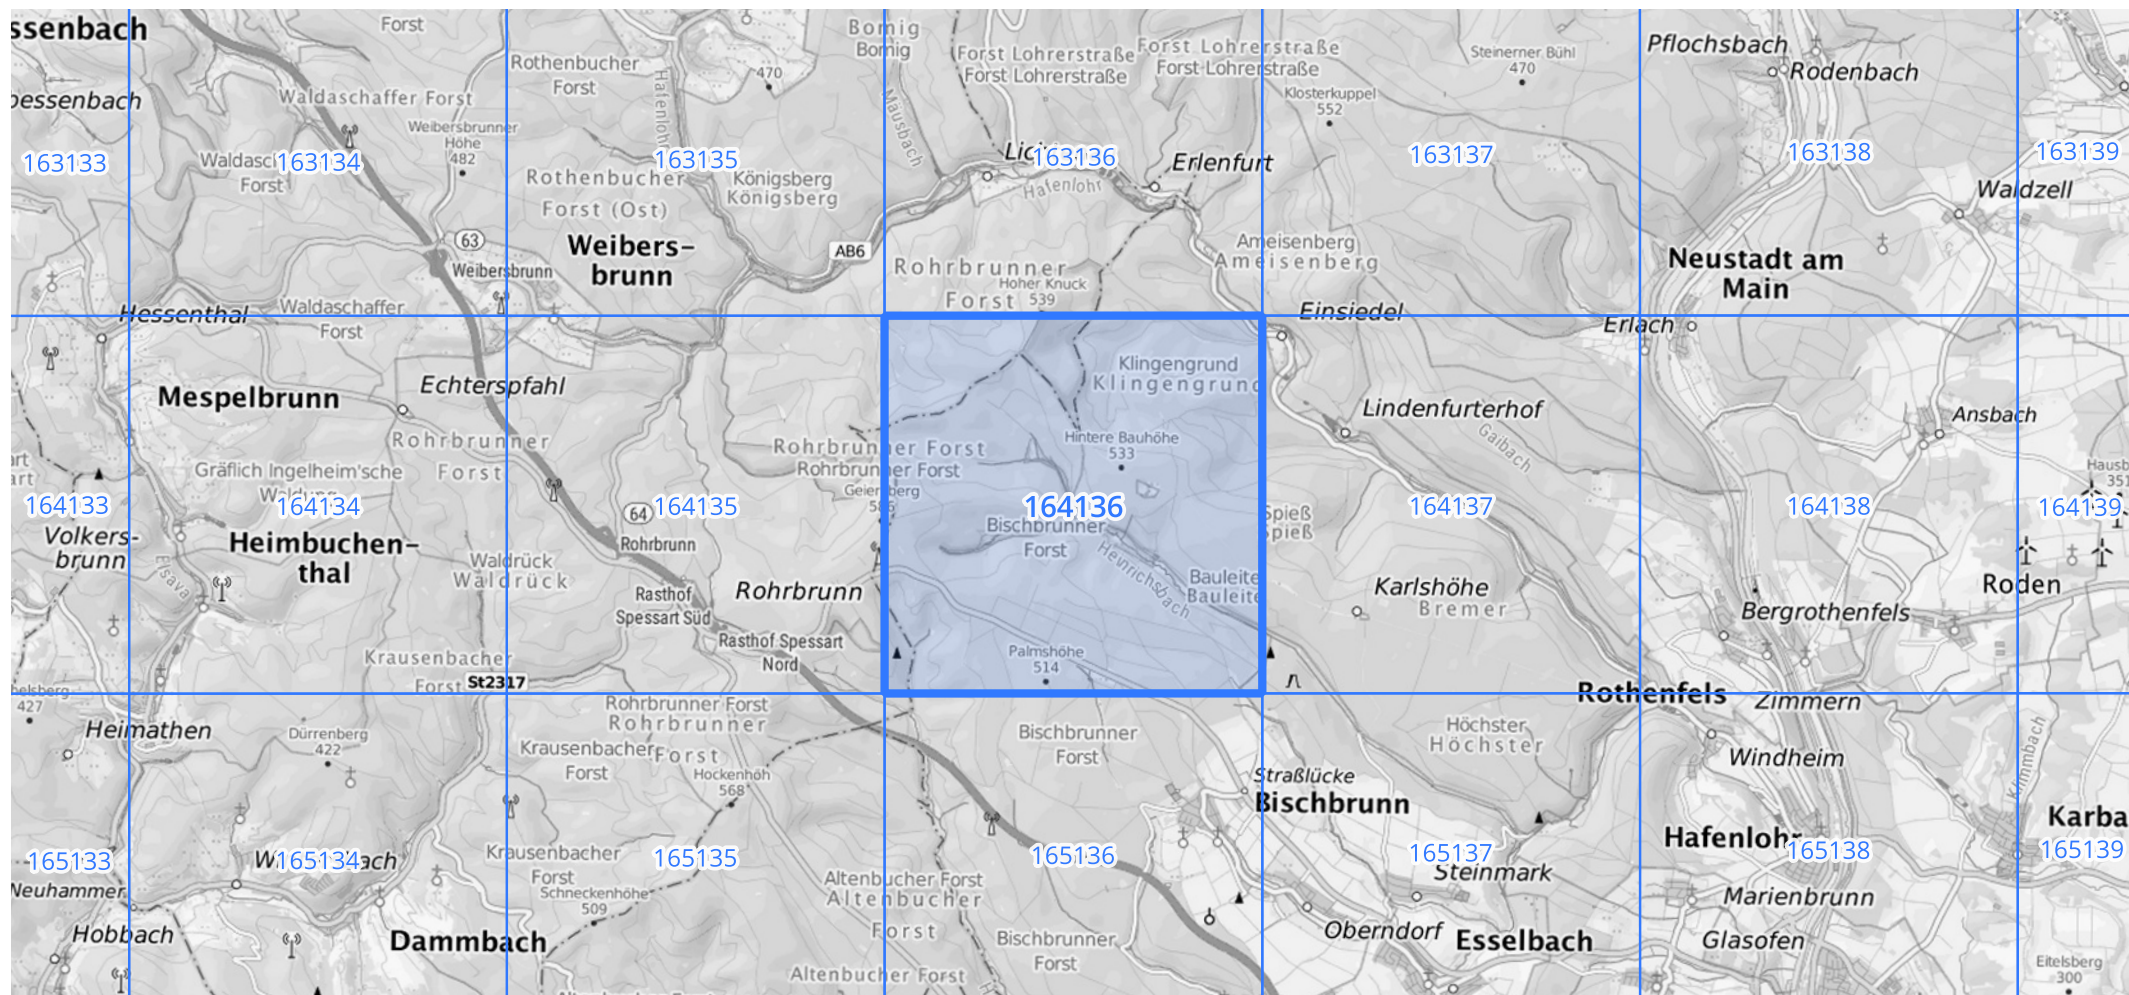 ssenbach
Forst
Rothenbucher
Forst
470
Bomig
Bomig
Forst Lohrerstraße
Forst Lohrerstraße
Forst Lohrerstraße
Forst Lohrerstraße
Steinerner Bühl
470
Pflochsbach
Rodenbach
bessenbach
Waldaschaffer Forst
Weibersbrunner
Höhe
482
Hafenlohr
Mäusbach
Klosterkuppel
552
163133
163134
Forst
163135
163136
Erlenfurt
Hafenlohr
163137
163138
163139
Waldzell
Rothenbucher
Forst (Ost)
Königsberg
Königsberg
63
Weibersbrunn
Weibers-
brunn
AB6
Rohrbrunner
Forst
Hoher Knuck
539
Ameisenberg
Ameisenberg
Neustadt am
Main
Hessenthal
Waldaschaffer
Forst
Einsiedel
Erlach
Mespelbrunn
Echterspfahl
Klingengrund
Klingengrund
Lindenfurterhof
Gaibach
Ansbach
Rohrbrunner
Forst
Rohrbrunner Forst
Rohrbrunner Forst
Hintere Bauhöhe
533
Gräflich Ingelheim'sche
164133
164134
164135
164136
164137
164138
164139
Volkers-
brunn
Heimbuchen-
thal
Elsava
64
Rohrbrunn
Waldrück
Waldrück
Rasthof
Spessart Süd
Rohrbrunn
Rasthof Spessart
Nord
Bischbrunner
Forst
Heinrichsbach
Bauleite
Bauleite
Spieß
Spieß
Karlshöhe
Bremer
Bergrothenfels
Roden
Krausenbacher
Forst
St2317
Palmshöhe
514
Rothenfels
Zimmern
427
Heimathen
Dürrenberg
422
Rohrbrunner Forst
Rohrbrunner
Forst
Krausenbacher
Forst
Hockenhöh
568
Bischbrunner
Forst
Höchster
Höchster
Windheim
Klimmbach
Straßlücke
Bischbrunn
Hafenlohr
Karba
165133
165134
165135
165136
165137
165138
165139
Neuhammer
Krausenbacher
Forst
Schneckenhöhe
509
Altenbucher Forst
Altenbucher
Forst
Steinmark
Marienbrunn
Hobbach
Dammbach
Bischbrunner
Forst
Oberndorf
Esselbach
Glasofen
Altenbucher Forst
Eitelsberg
300